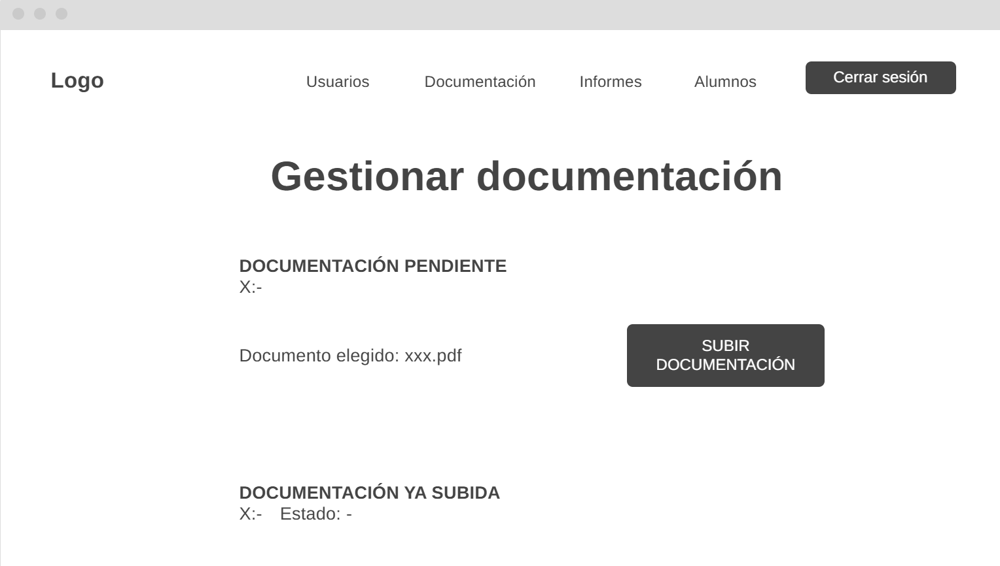 Logo
Usuarios Documentación Informes Alumnos Cerrar sesión
Gestionar documentación
DOCUMENTACIÓN PENDIENTE
X:-
Documento elegido: xxx.pdf
SUBIR
DOCUMENTACIÓN
DOCUMENTACIÓN YA SUBIDA
X:- Estado: -